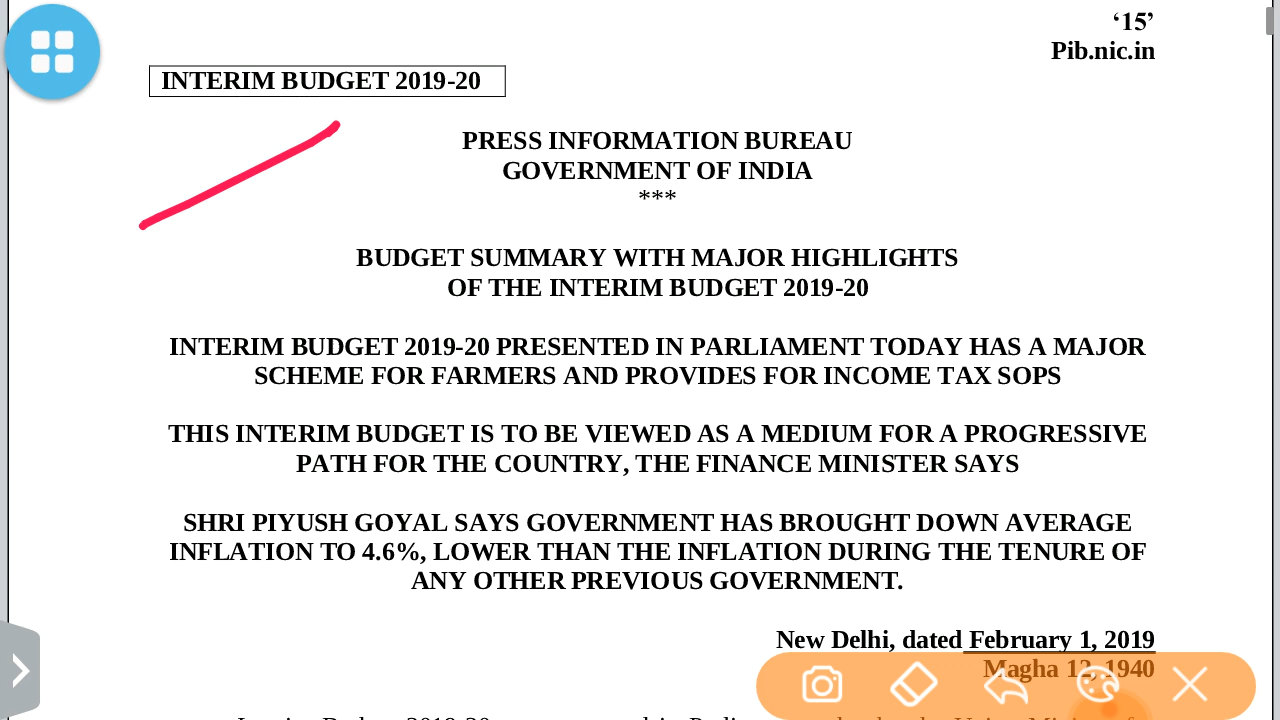 ‘15’
Pib.nic.in
INTERIM BUDGET 2019-20
PRESS INFORMATION BUREAU
GOVERNMENT OF INDIA
***
BUDGET SUMMARY WITH MAJOR HIGHLIGHTS
OF THE INTERIM BUDGET 2019-20
INTERIM BUDGET 2019-20 PRESENTED IN PARLIAMENT TODAY HAS A MAJOR
SCHEME FOR FARMERS AND PROVIDES FOR INCOME TAX SOPS
THIS INTERIM BUDGET IS TO BE VIEWED AS A MEDIUM FOR A PROGRESSIVE
PATH FOR THE COUNTRY, THE FINANCE MINISTER SAYS
SHRI PIYUSH GOYAL SAYS GOVERNMENT HAS BROUGHT DOWN AVERAGE
INFLATION TO 4.6%, LOWER THAN THE INFLATION DURING THE TENURE OF
ANY OTHER PREVIOUS GOVERNMENT.
New Delhi, dated February 1, 2019
Magha 12, 1940